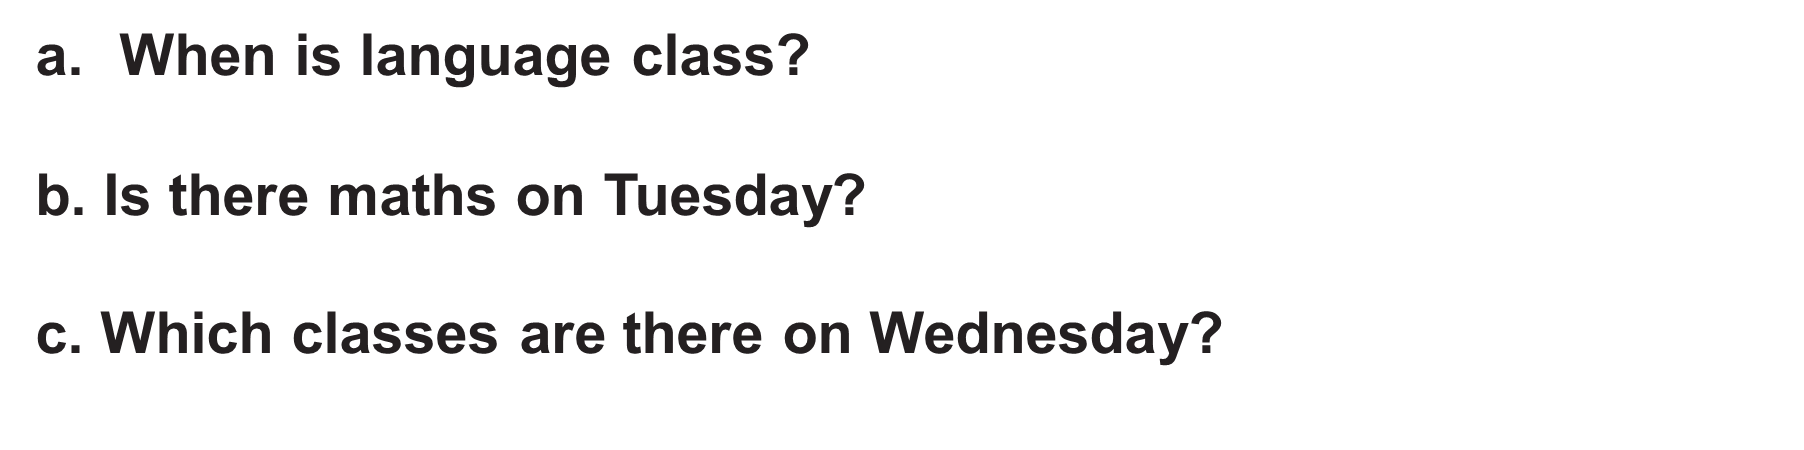 a. When is language class?
b. Is there maths on Tuesday?
c. Which classes are there on Wednesday?